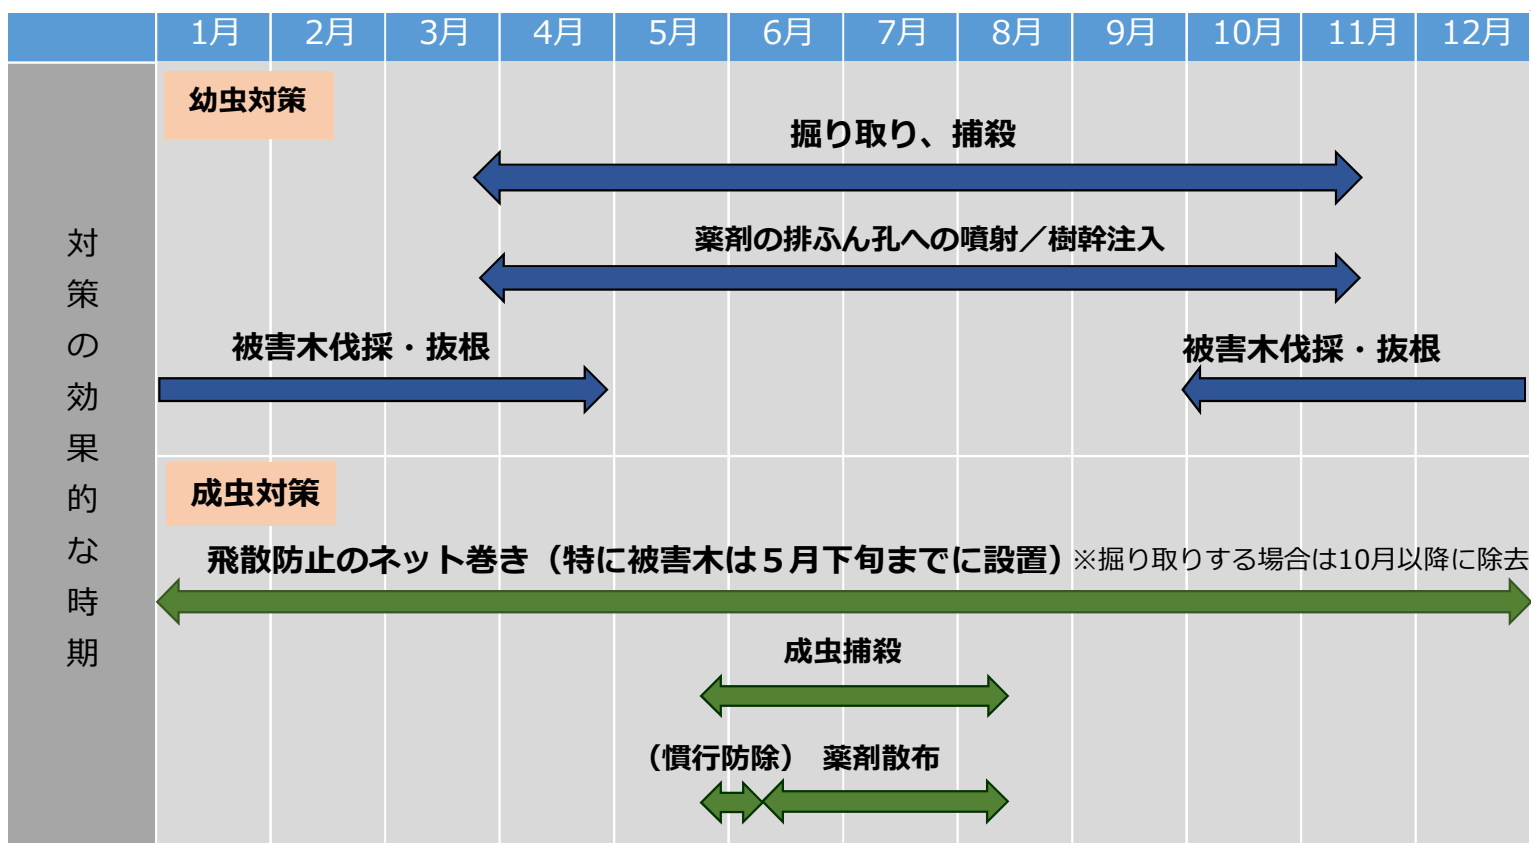 1月 2月 3月 4月 5月 6月 7月 8月 9月 10月 11月 12月
対策の効果的な時期
幼虫対策
掘り取り、捕殺
薬剤の排ふん孔への噴射／樹幹注入
被害木伐採・抜根
被害木伐採・抜根
成虫対策
飛散防止のネット巻き（特に被害木は５月下旬までに設置）※掘り取りする場合は10月以降に除去
成虫捕殺
（慣行防除） 薬剤散布